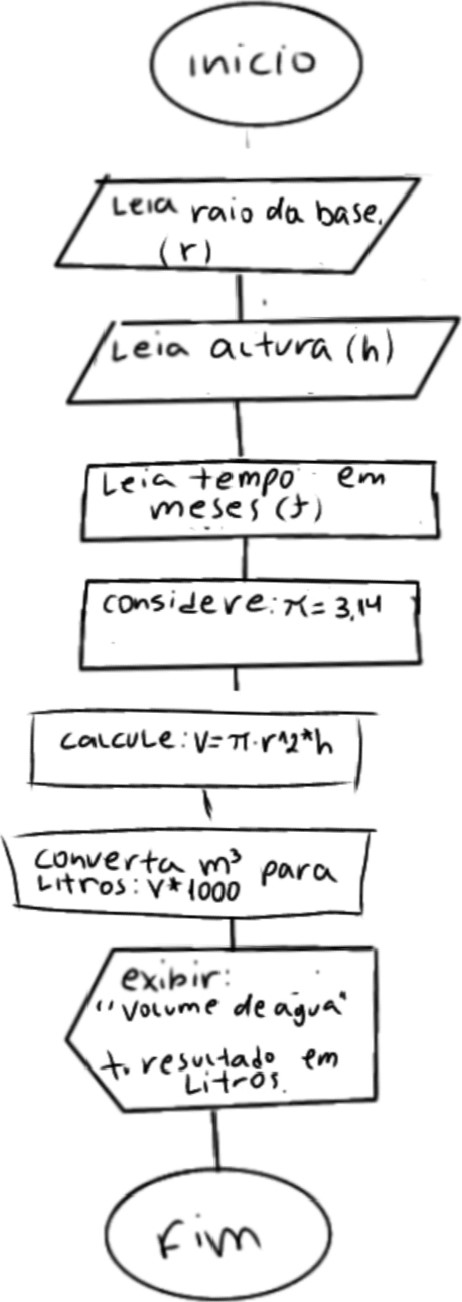 inicio
Leia raio da base.
(r)
Leia altura (h)
Leia tempo em
meses (t)
considere: π = 3,14
calcule: V = π · r^2*h
converta m³ para
Litros: V * 1000
exibir:
"Volume de água"
+. resultado em
Litros.
Fim